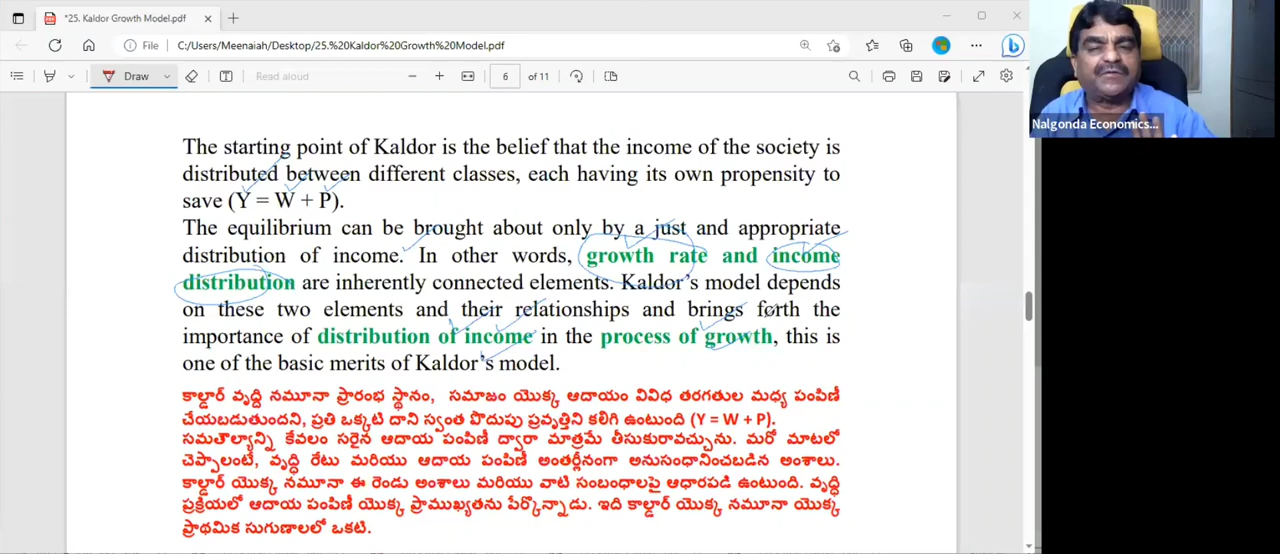 *25. Kaldor Growth Model.pdf
File C:/Users/Meenaiah/Desktop/25.%20Kaldor%20Growth%20Model.pdf
Draw Read aloud 6 of 11
Nalgonda Economics...
The starting point of Kaldor is the belief that the income of the society is
distributed between different classes, each having its own propensity to
save (Y = W + P).
The equilibrium can be brought about only by a just and appropriate
distribution of income. In other words, growth rate and income
distribution are inherently connected elements. Kaldor's model depends
on these two elements and their relationships and brings forth the
importance of distribution of income in the process of growth, this is
one of the basic merits of Kaldor's model.
కాల్డార్ వృద్ధి నమూనా ప్రారంభ స్థానం, సమాజం యొక్క ఆదాయం వివిధ తరగతుల మధ్య పంపిణీ
చేయబడుతుందని, ప్రతి ఒక్కటి దాని స్వంత పొదుపు ప్రవృత్తిని కలిగి ఉంటుంది (Y = W + P).
సమతౌల్యాన్ని కేవలం సరైన ఆదాయ పంపిణీ ద్వారా మాత్రమే తీసుకురావచ్చును. మరో మాటలో
చెప్పాలంటే, వృద్ధి రేటు మరియు ఆదాయ పంపిణీ అంతర్లీనంగా అనుసంధానించబడిన అంశాలు.
కాల్డార్ యొక్క నమూనా ఈ రెండు అంశాలు మరియు వాటి సంబంధాలపై ఆధారపడి ఉంటుంది. వృద్ధి
ప్రక్రియలో ఆదాయ పంపిణీ యొక్క ప్రాముఖ్యతను పేర్కొన్నాడు. ఇది కాల్డార్ యొక్క నమూనా యొక్క
ప్రాథమిక సుగుణాలలో ఒకటి.